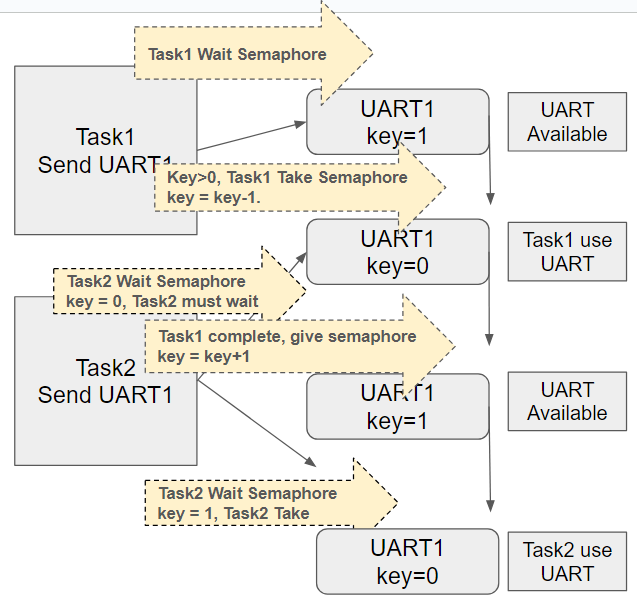 Task1 Wait Semaphore
UART1
key=1
UART
Available
Task1
Send UART1
Key>0, Task1 Take Semaphore
key = key-1.
UART1
key=0
Task1 use
UART
Task2 Wait Semaphore
key = 0, Task2 must wait
Task1 complete, give semaphore
key = key+1
Task2
Send UART1
UART1
key=1
UART
Available
Task2 Wait Semaphore
key = 1, Task2 Take
UART1
key=0
Task2 use
UART